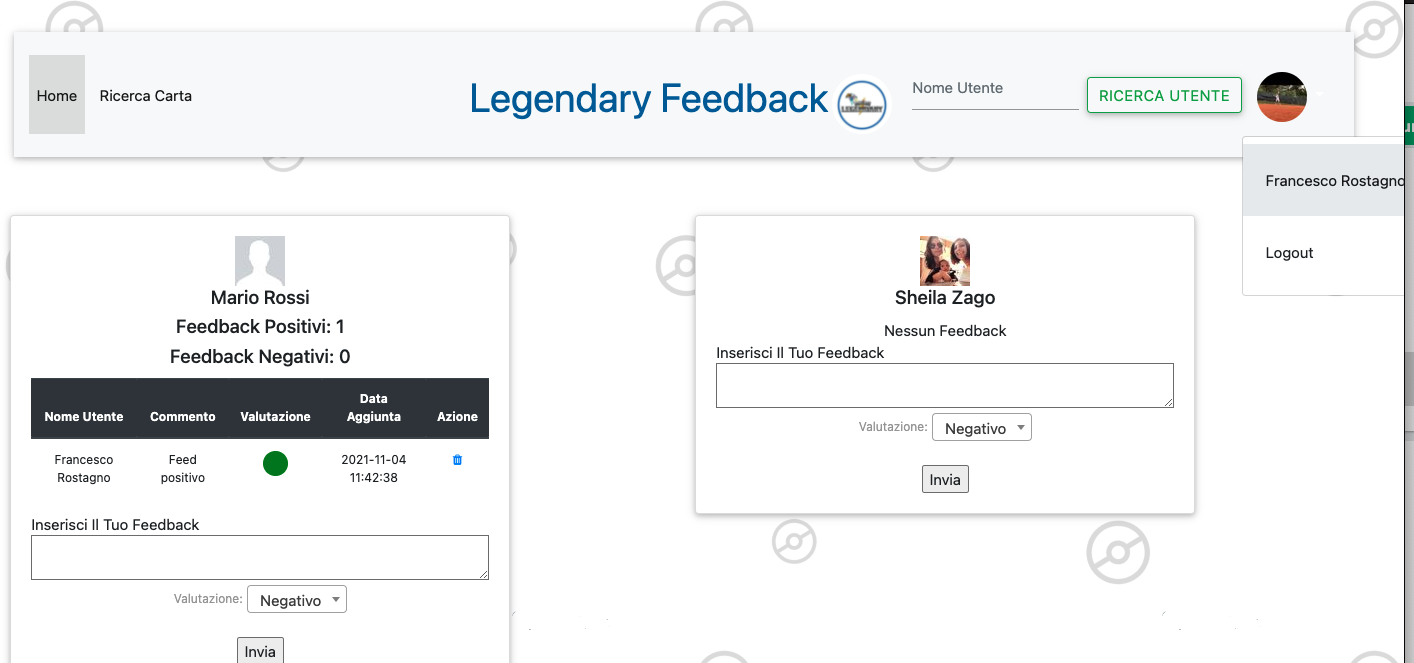 Home
Ricerca Carta
Legendary Feedback
Nome Utente
RICERCA UTENTE
Francesco Rostagno
Logout
Mario Rossi
Feedback Positivi: 1
Feedback Negativi: 0
Nome Utente Commento Valutazione Data Aggiunta Azione
Francesco Rostagno Feed positivo 2021-11-04 11:42:38
Inserisci Il Tuo Feedback
Valutazione: Negativo
Invia
Sheila Zago
Nessun Feedback
Inserisci Il Tuo Feedback
Valutazione: Negativo
Invia